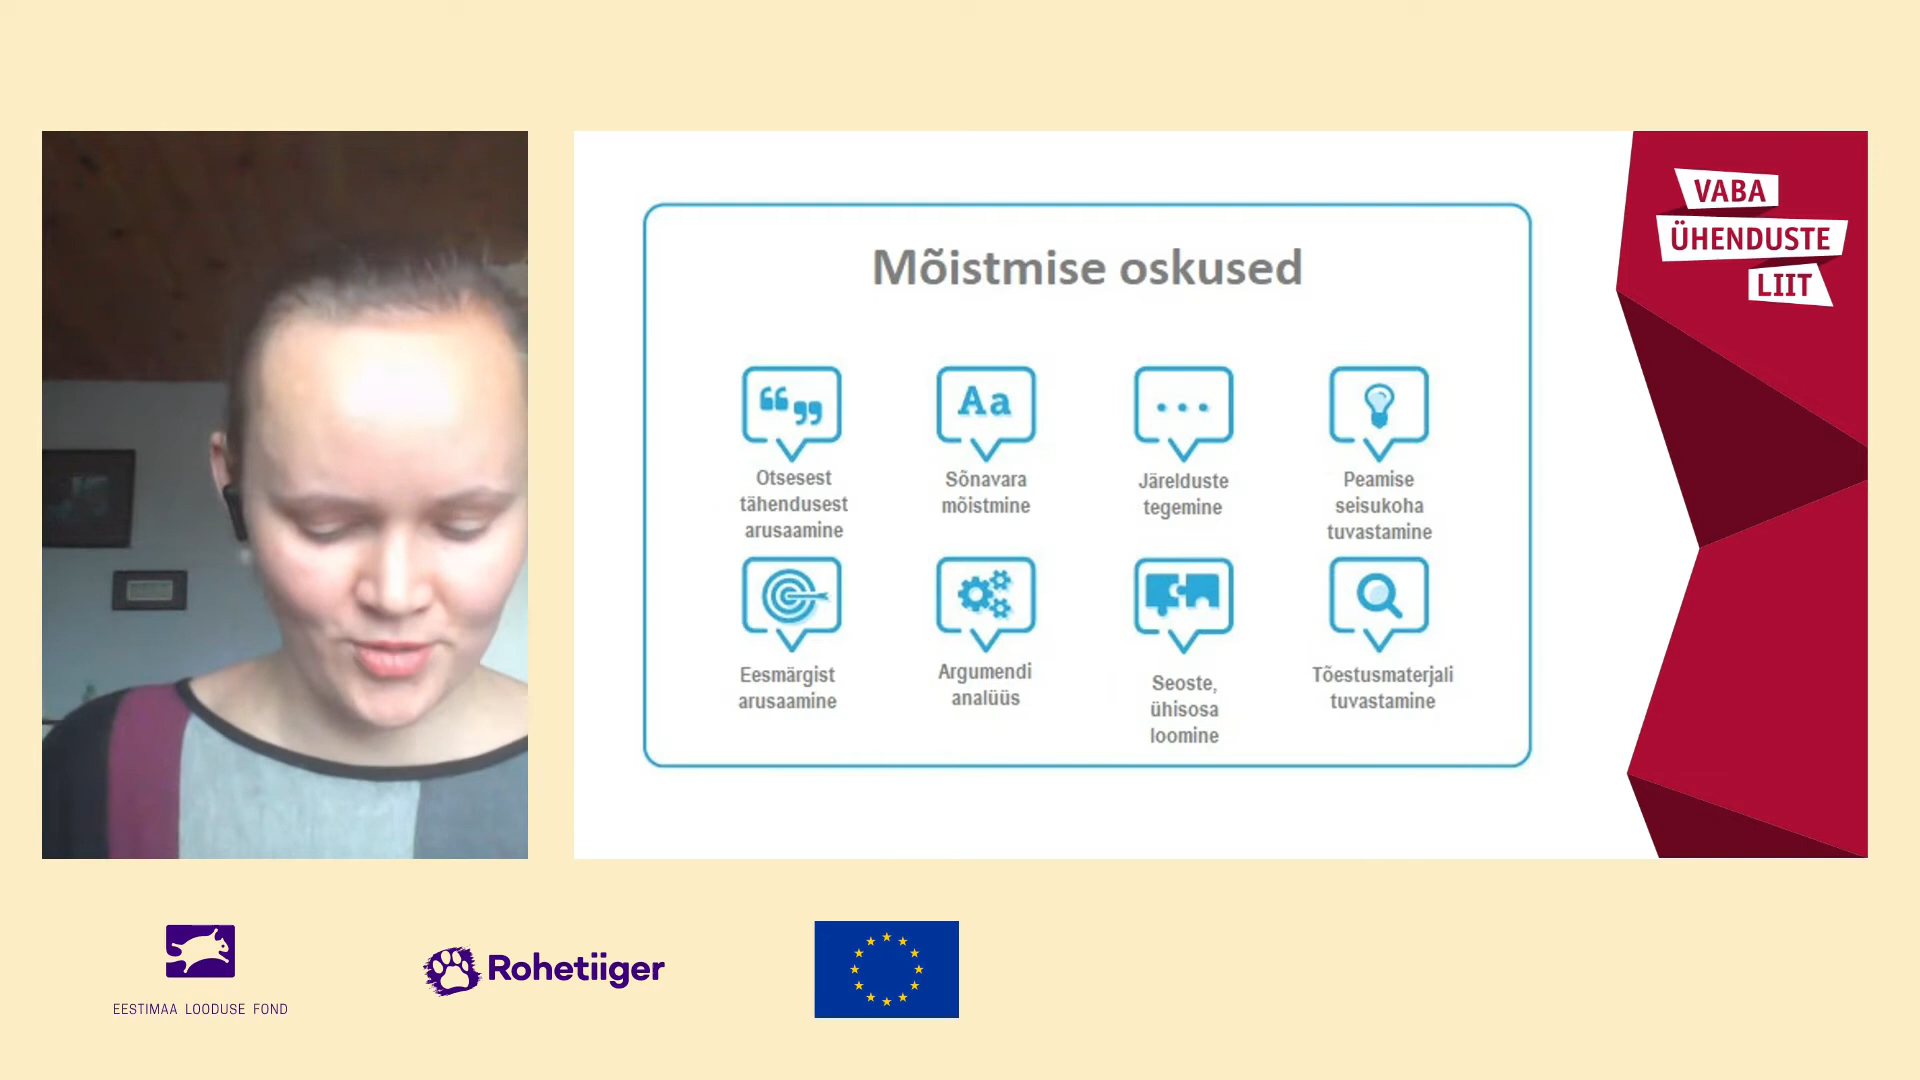 VABA
ÜHENDUSTE
LIIT
Mõistmise oskused
Otsesest
tähendusest
arusaamine
Aa
Sõnavara
mõistmine
Järelduste
tegemine
Peamise
seisukoha
tuvastamine
Eesmärgist
arusaamine
Argumendi
analüüs
Seoste,
ühisosa
loomine
Tõestusmaterjali
tuvastamine
EESTIMAA LOODUSE FOND
Rohetiiger